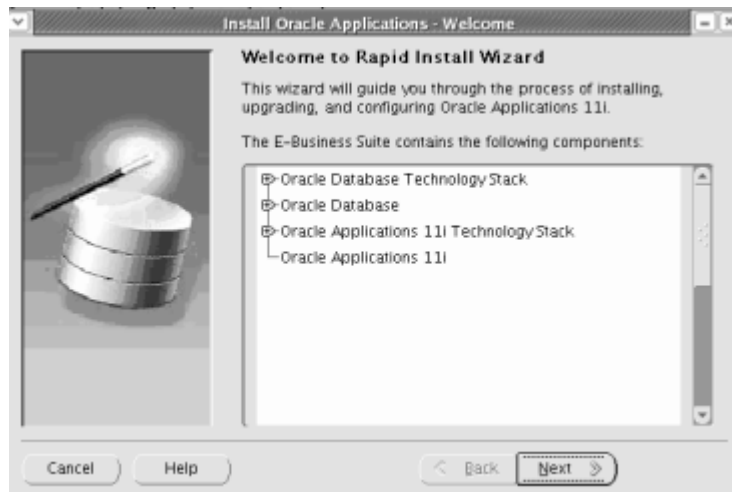 Install Oracle Applications - Welcome
Welcome to Rapid Install Wizard
This wizard will guide you through the process of installing,
upgrading, and configuring Oracle Applications 11i.
The E-Business Suite contains the following components:
Oracle Database Technology Stack
Oracle Database
Oracle Applications 11i Technology Stack
Oracle Applications 11i
Cancel
Help
Back
Next